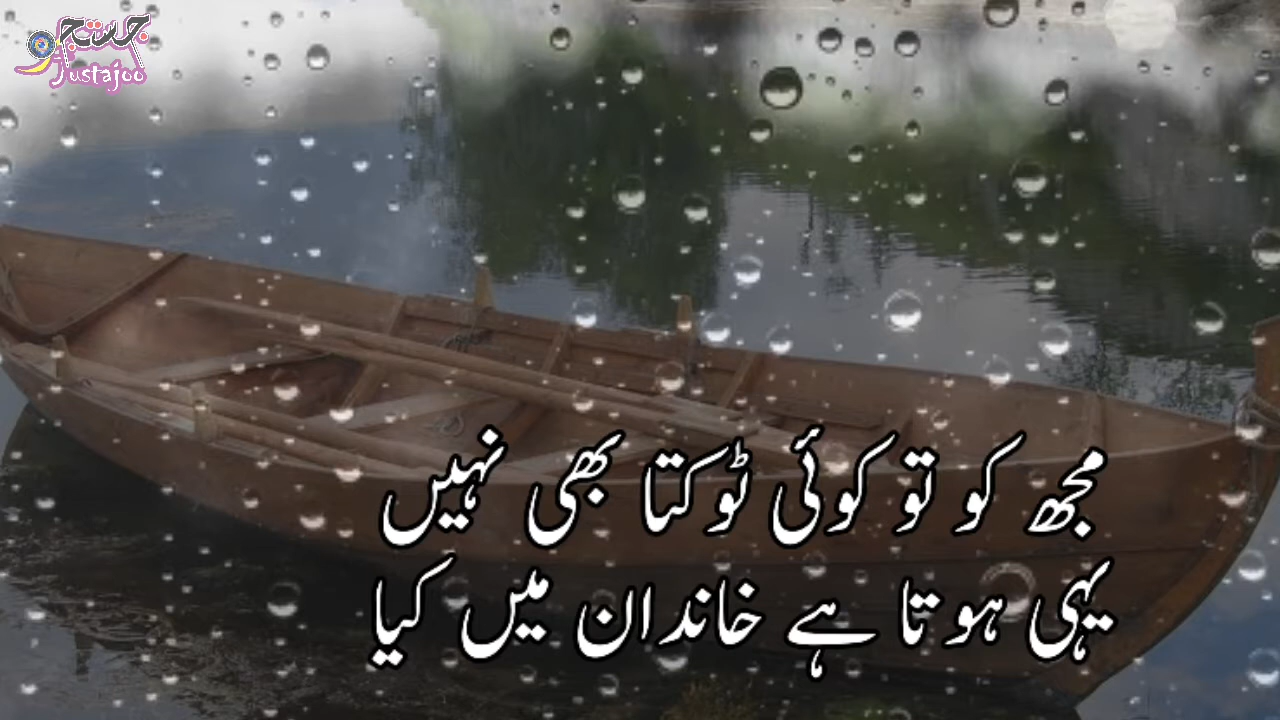 جستجو
Justajoo
مجھ کو تو کوئی ٹوکتا بھی نہیں
یہی ہوتا ہے خاندان میں کیا